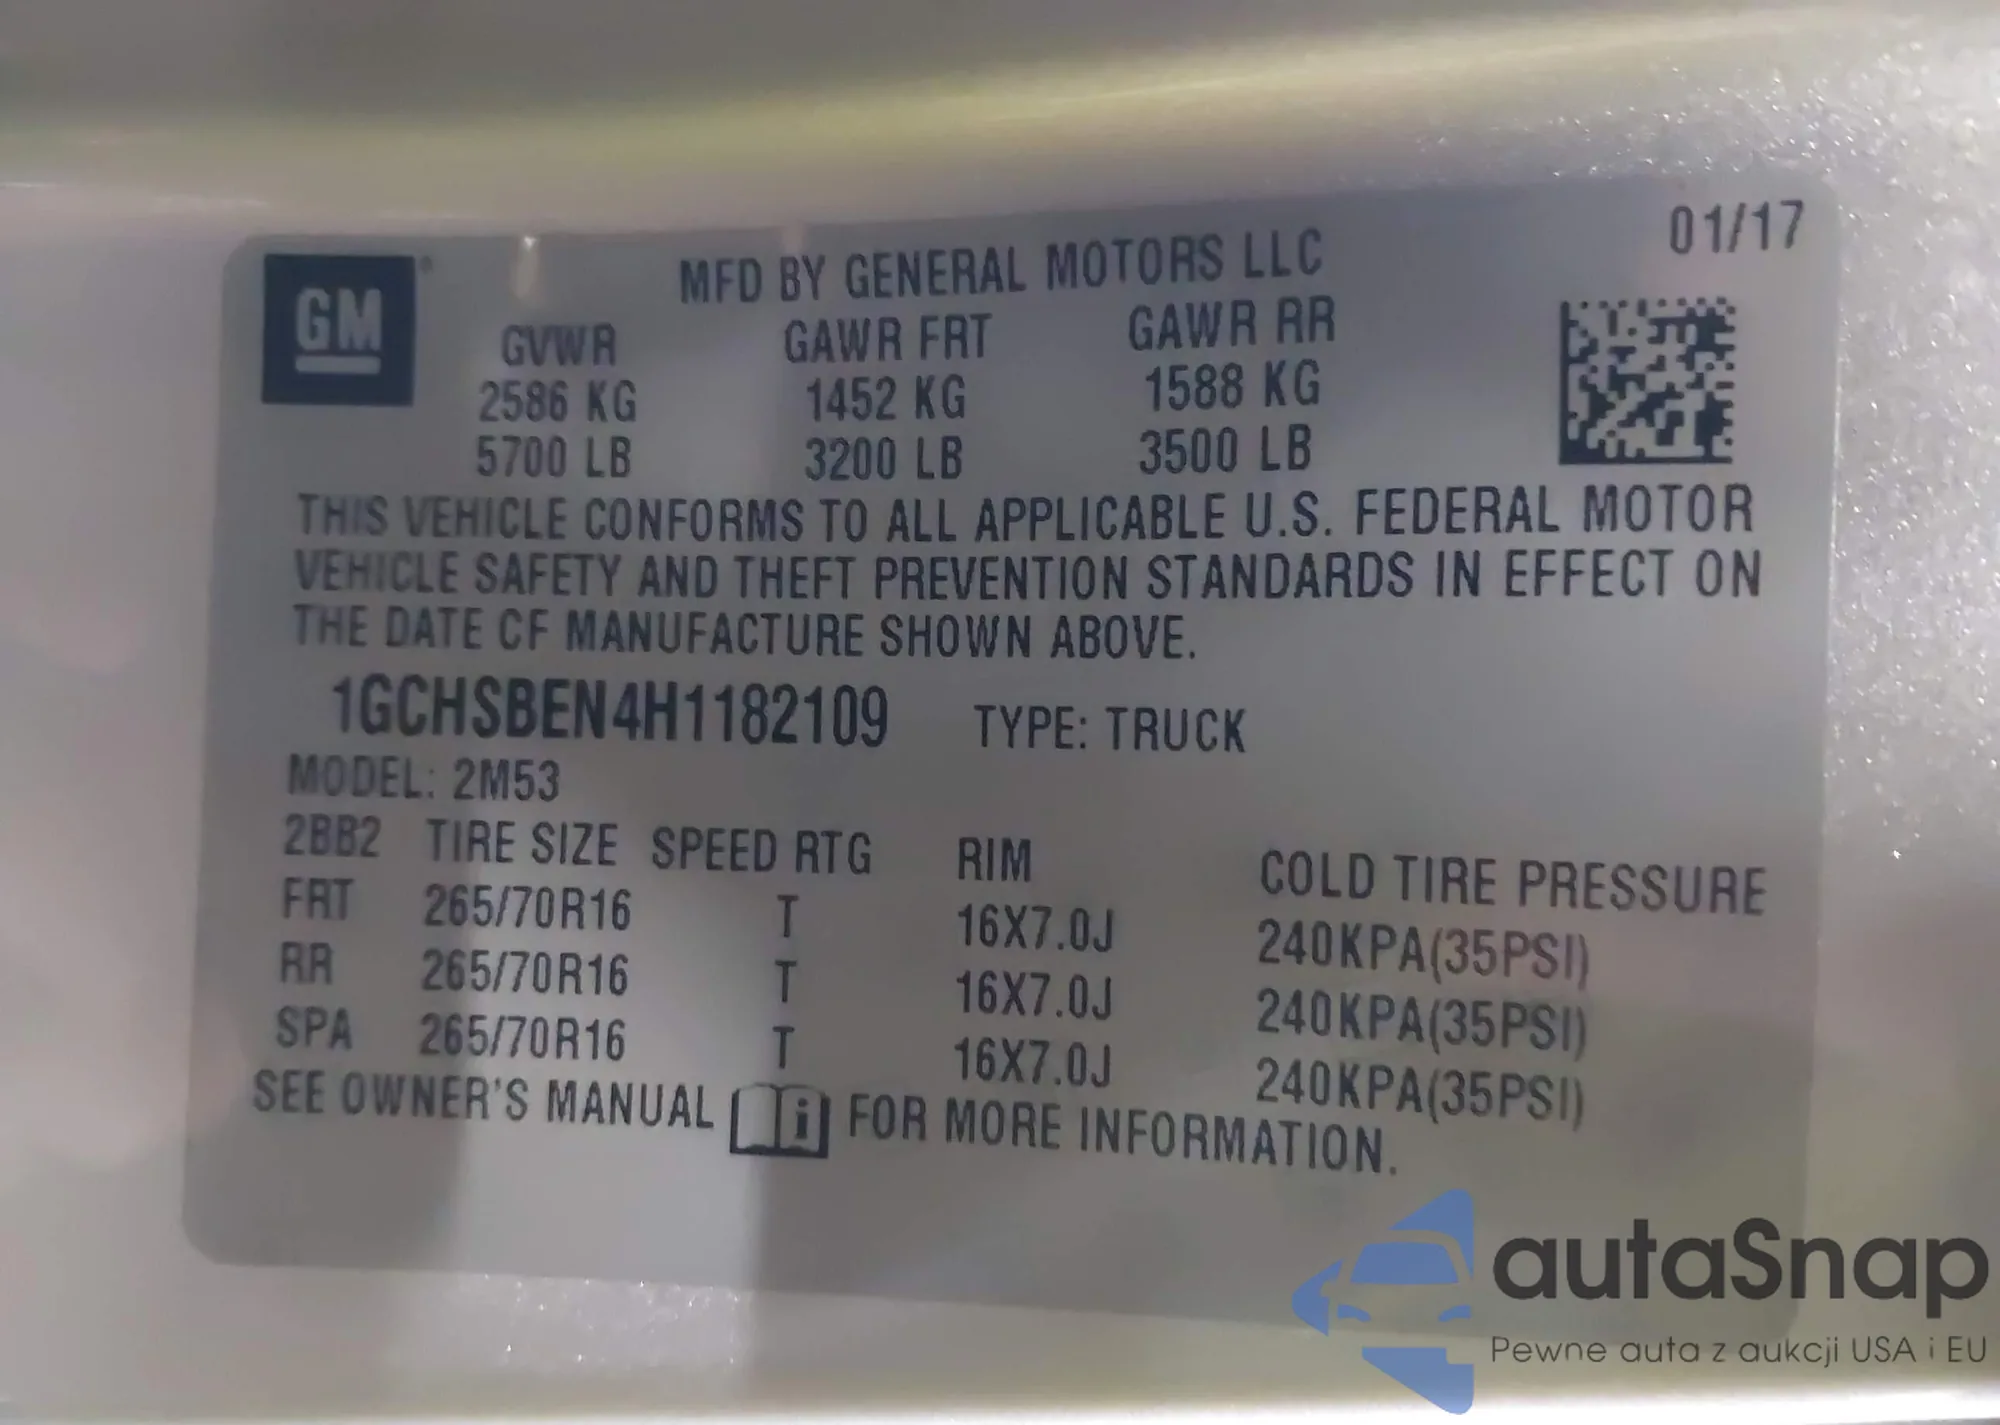 01/17
GM
MFD BY GENERAL MOTORS LLC
GVWR GAWR FRT GAWR RR
2586 KG 1452 KG 1588 KG
5700 LB 3200 LB 3500 LB
THIS VEHICLE CONFORMS TO ALL APPLICABLE U.S. FEDERAL MOTOR
VEHICLE SAFETY AND THEFT PREVENTION STANDARDS IN EFFECT ON
THE DATE OF MANUFACTURE SHOWN ABOVE.
1GCHSBEN4H1182109 TYPE: TRUCK
MODEL: 2M53
2BB2 TIRE SIZE SPEED RTG RIM COLD TIRE PRESSURE
FRT 265/70R16 T 16X7.0J 240KPA(35PSI)
RR 265/70R16 T 16X7.0J 240KPA(35PSI)
SPA 265/70R16 T 16X7.0J 240KPA(35PSI)
SEE OWNER'S MANUAL i FOR MORE INFORMATION.
autaSnap
Pewne auta z aukcji USA i EU